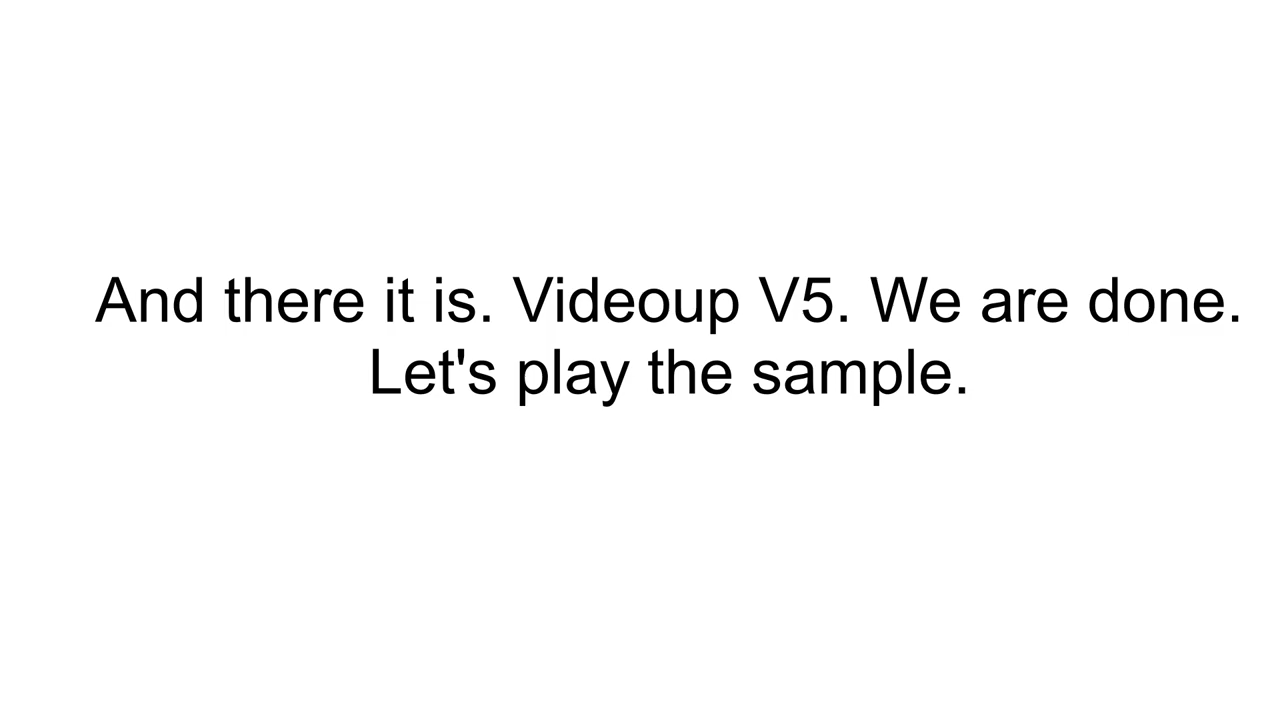 And there it is. Videoup V5. We are done.
Let's play the sample.